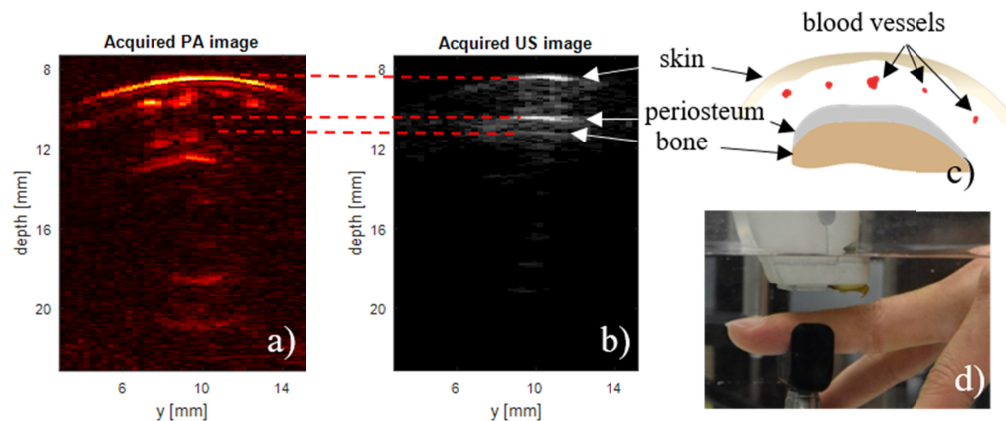 Acquired PA image
8
12
16
20
depth [mm]
6
10
14
y [mm]
a)
Acquired US image
8
12
16
20
depth [mm]
6
10
14
y [mm]
b)
blood vessels
skin
periosteum
bone
c)
d)